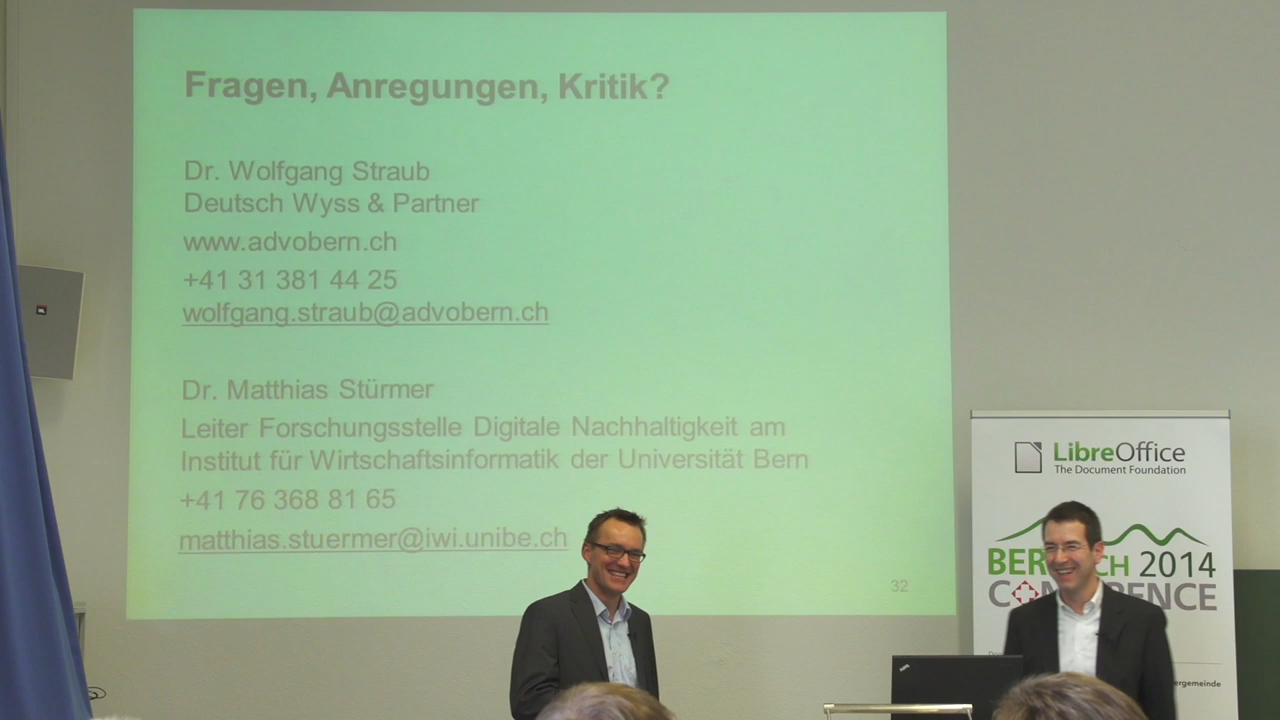 Fragen, Anregungen, Kritik?
Dr. Wolfgang Straub
Deutsch Wyss & Partner
www.advobern.ch
+41 31 381 44 25
wolfgang.straub@advobern.ch
Dr. Matthias Stürmer
Leiter Forschungsstelle Digitale Nachhaltigkeit am
Institut für Wirtschaftsinformatik der Universität Bern
+41 76 368 81 65
matthias.stuermer@iwi.unibe.ch
32
LibreOffice
The Document Foundation
2014